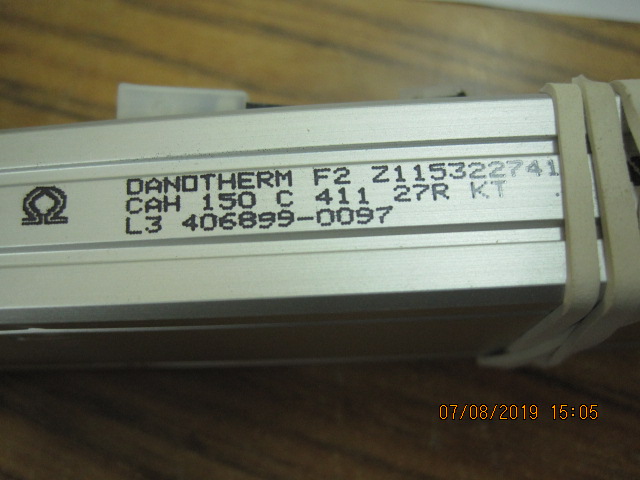 DANOTHERM F2 Z115322741
CAH 150 C 411 27R KT
L3 406899-0097
07/08/2019 15:05